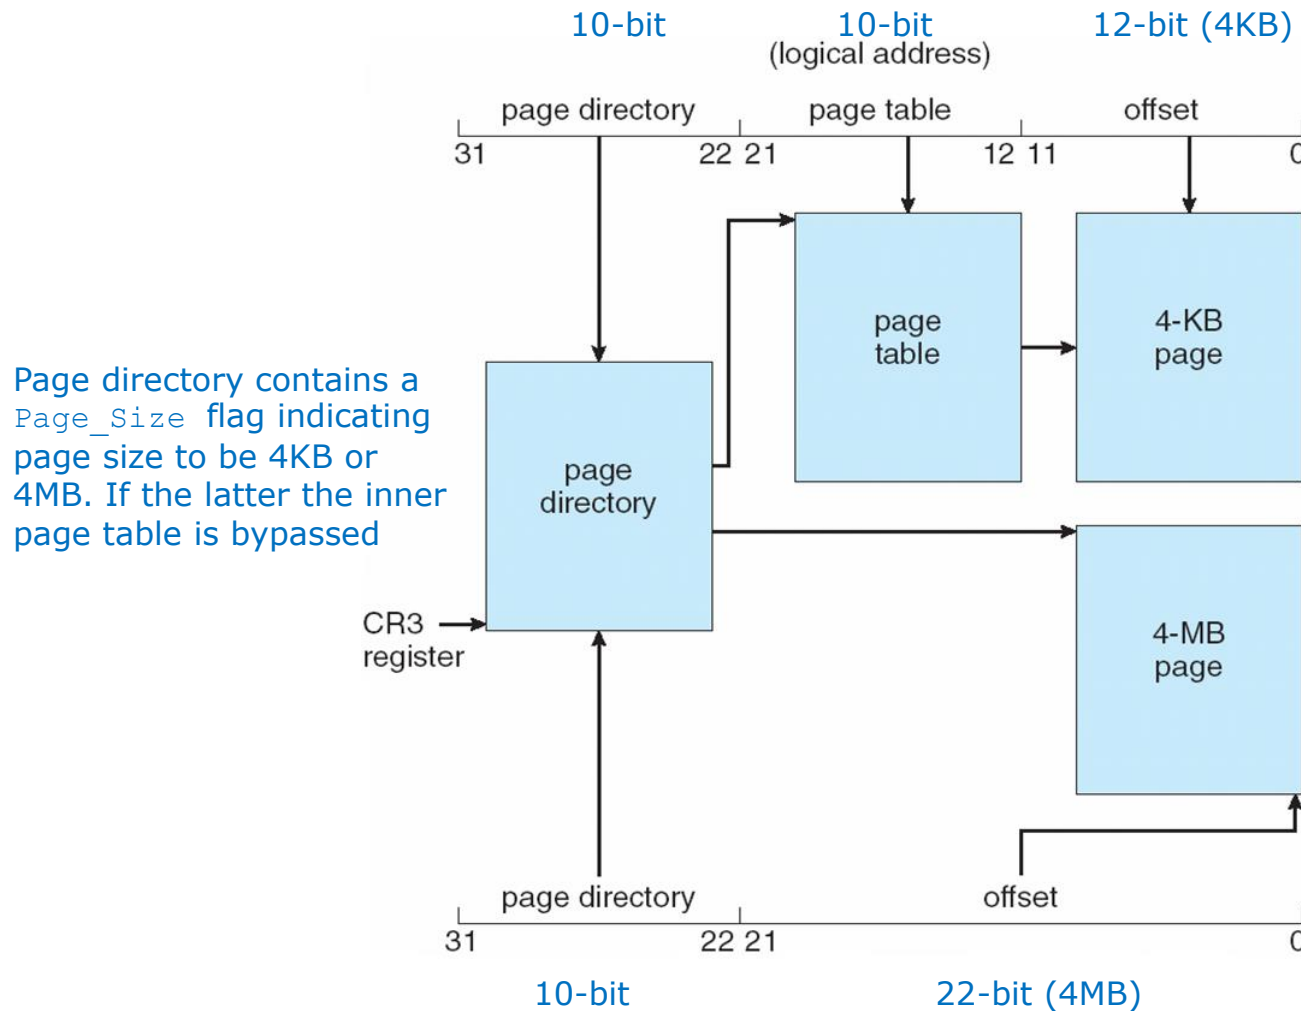 10-bit 10-bit 12-bit (4KB)
(logical address)
page directory page table offset
31 22 21 12 11 0
page
table
4-KB
page
Page directory contains a
Page_Size flag indicating
page size to be 4KB or
4MB. If the latter the inner
page table is bypassed
page
directory
CR3
register
4-MB
page
page directory offset
31 22 21 0
10-bit 22-bit (4MB)